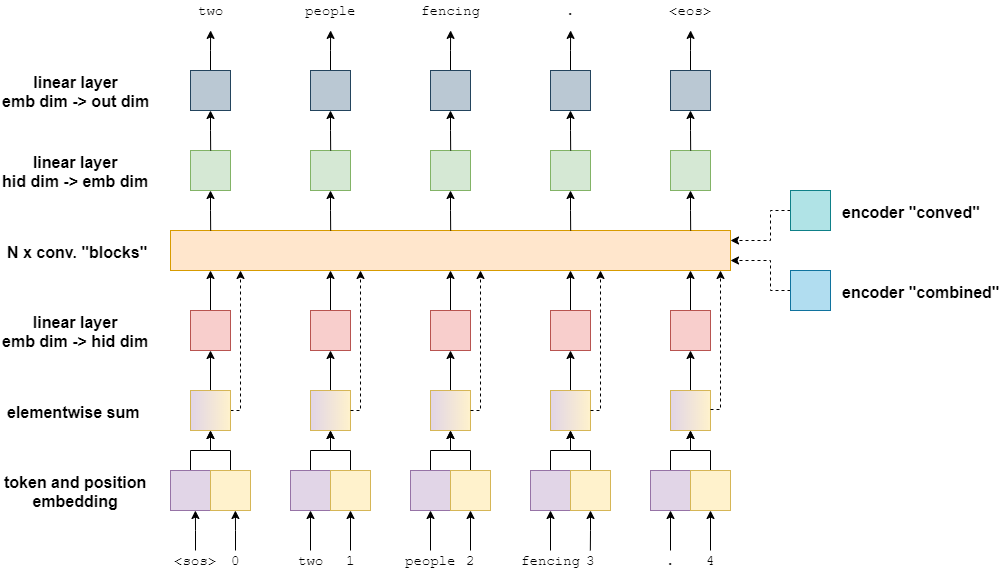 two people fencing . <eos>
linear layer
emb dim -> out dim
linear layer
hid dim -> emb dim
encoder "conved"
N x conv. "blocks"
encoder "combined"
linear layer
emb dim -> hid dim
elementwise sum
token and position
embedding
<sos> 0 two 1 people 2 fencing 3 . 4